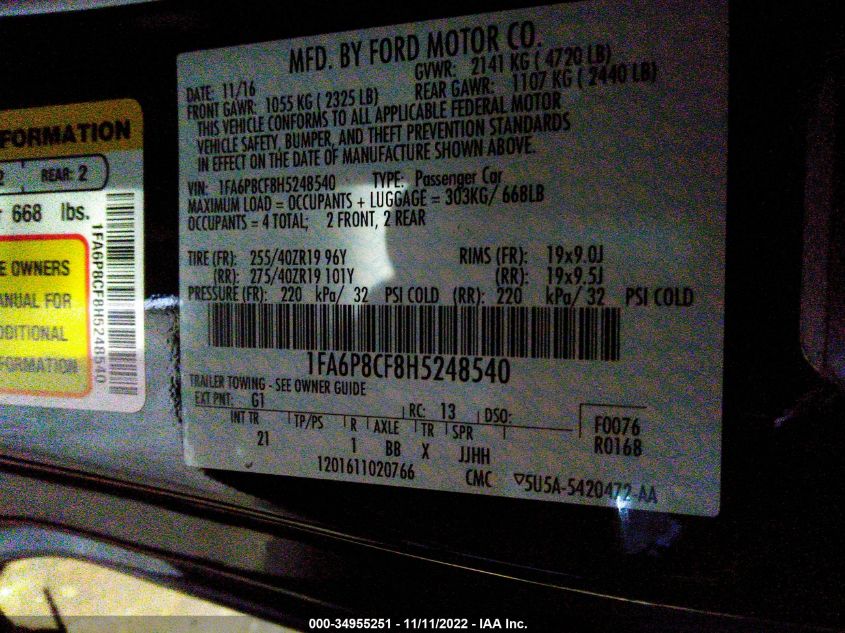 MFD. BY FORD MOTOR CO.
DATE: 11/16
GVWR: 2141 KG ( 4720 LB)
FRONT GAWR: 1055 KG ( 2325 LB)
REAR GAWR: 1107 KG ( 2440 LB)
THIS VEHICLE CONFORMS TO ALL APPLICABLE FEDERAL MOTOR
VEHICLE SAFETY, BUMPER, AND THEFT PREVENTION STANDARDS
IN EFFECT ON THE DATE OF MANUFACTURE SHOWN ABOVE.
VIN: 1FA6P8CF8H5248540 TYPE: Passenger Car
MAXIMUM LOAD = OCCUPANTS + LUGGAGE = 303KG/ 668LB
OCCUPANTS = 4 TOTAL; 2 FRONT, 2 REAR
TIRE (FR): 255/40ZR19 96Y RIMS (FR): 19x9.0J
(RR): 275/40ZR19 101Y (RR): 19x9.5J
PRESSURE (FR): 220 kPa/ 32 PSI COLD (RR): 220 kPa/ 32 PSI COLD
1FA6P8CF8H5248540
TRAILER TOWING - SEE OWNER GUIDE
EXT PNT: G1 RC: 13 DSO:
F0076
R0168
INT TR TP/PS R AXLE TR SPR
21 1 BB X JJHH
1201611020766 CMC 5U5A-5420472-AA
FORMATION
2 REAR: 2
668 lbs.
E OWNERS
ANUAL FOR
DDITIONAL
FORMATION
1FA6P8CF8H5248540
000-34955251 - 11/11/2022 - IAA Inc.